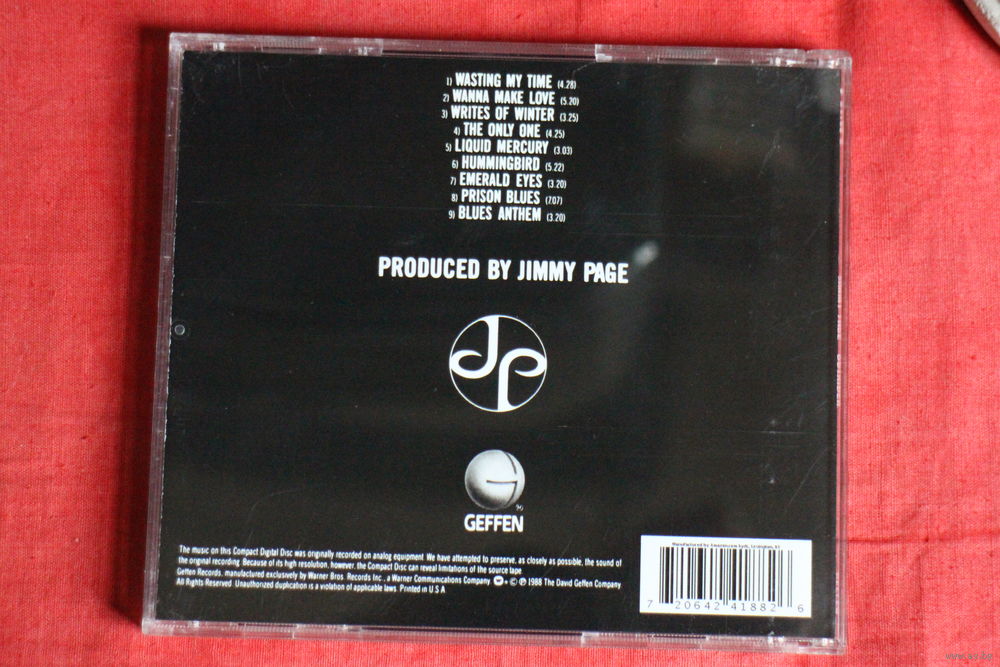 1) WASTING MY TIME (4.28)
2) WANNA MAKE LOVE (5.20)
3) WRITES OF WINTER (3.25)
4) THE ONLY ONE (4.25)
5) LIQUID MERCURY (3.03)
6) HUMMINGBIRD (5.22)
7) EMERALD EYES (3.20)
8) PRISON BLUES (7.07)
9) BLUES ANTHEM (3.20)
PRODUCED BY JIMMY PAGE
JP
GEFFEN
The music on this Compact Digital Disc was originally recorded on analog equipment. We have attempted to preserve, as closely as possible, the sound of
the original recording. Because of its high resolution, however, the Compact Disc can reveal limitations of the source tape.
Geffen Records, manufactured exclusively by Warner Bros. Records Inc., a Warner Communications Company • © ℗ 1988 The David Geffen Company
All Rights Reserved. Unauthorized duplication is a violation of applicable laws. Printed in U S A
Manufactured by
7 20642 41882 6